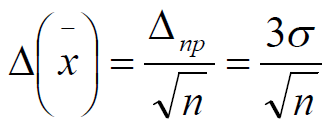 Δ(x̄) = Δ_пр / √n = 3σ / √n